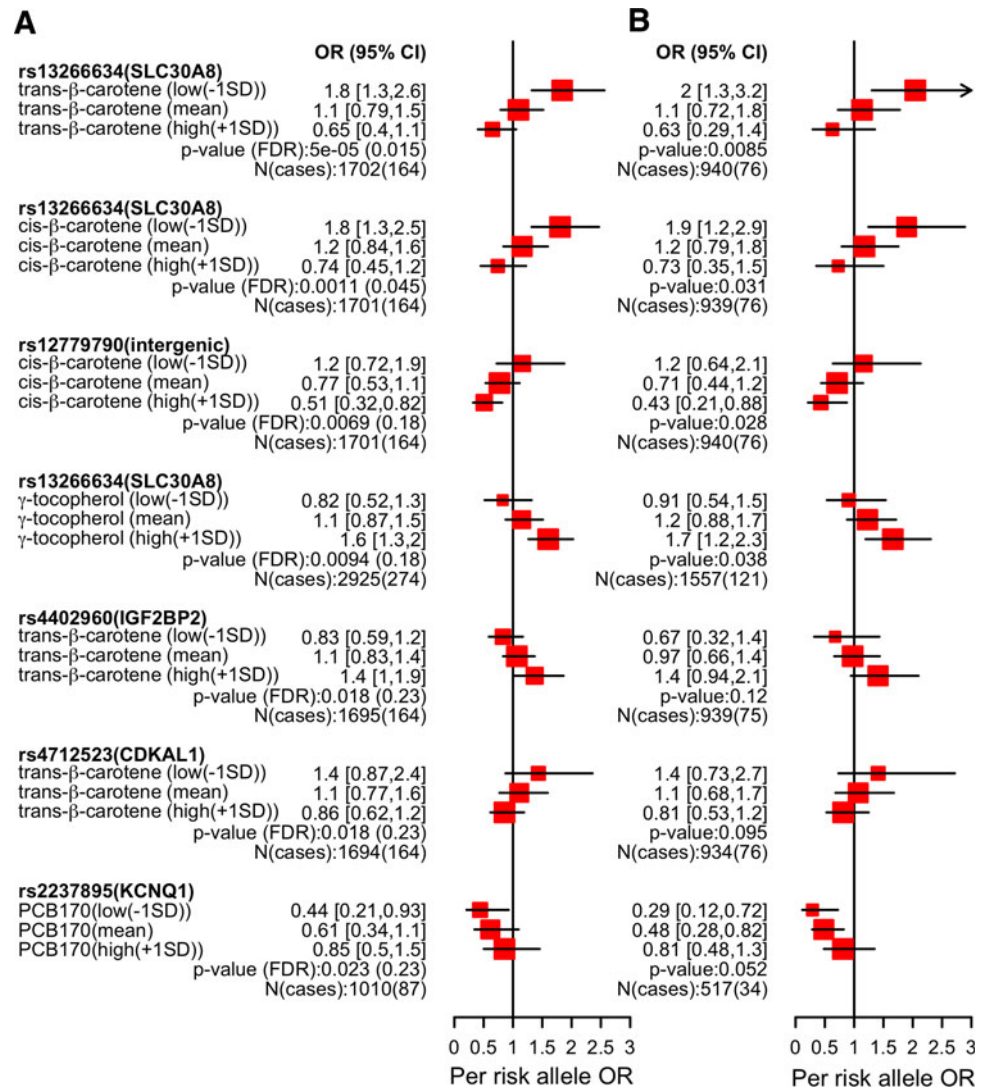 A B
OR (95% CI) OR (95% CI)
rs13266634(SLC30A8)
trans-β-carotene (low(-1SD)) 1.8 [1.3,2.6] 2 [1.3,3.2]
trans-β-carotene (mean) 1.1 [0.79,1.5] 1.1 [0.72,1.8]
trans-β-carotene (high(+1SD)) 0.65 [0.4,1.1] 0.63 [0.29,1.4]
p-value (FDR):5e-05 (0.015) p-value:0.0085
N(cases):1702(164) N(cases):940(76)
rs13266634(SLC30A8)
cis-β-carotene (low(-1SD)) 1.8 [1.3,2.5] 1.9 [1.2,2.9]
cis-β-carotene (mean) 1.2 [0.84,1.6] 1.2 [0.79,1.8]
cis-β-carotene (high(+1SD)) 0.74 [0.45,1.2] 0.73 [0.35,1.5]
p-value (FDR):0.0011 (0.045) p-value:0.031
N(cases):1701(164) N(cases):939(76)
rs12779790(intergenic)
cis-β-carotene (low(-1SD)) 1.2 [0.72,1.9] 1.2 [0.64,2.1]
cis-β-carotene (mean) 0.77 [0.53,1.1] 0.71 [0.44,1.2]
cis-β-carotene (high(+1SD)) 0.51 [0.32,0.82] 0.43 [0.21,0.88]
p-value (FDR):0.0069 (0.18) p-value:0.028
N(cases):1701(164) N(cases):940(76)
rs13266634(SLC30A8)
γ-tocopherol (low(-1SD)) 0.82 [0.52,1.3] 0.91 [0.54,1.5]
γ-tocopherol (mean) 1.1 [0.87,1.5] 1.2 [0.88,1.7]
γ-tocopherol (high(+1SD)) 1.6 [1.3,2] 1.7 [1.2,2.3]
p-value (FDR):0.0094 (0.18) p-value:0.038
N(cases):2925(274) N(cases):1557(121)
rs4402960(IGF2BP2)
trans-β-carotene (low(-1SD)) 0.83 [0.59,1.2] 0.67 [0.32,1.4]
trans-β-carotene (mean) 1.1 [0.83,1.4] 0.97 [0.66,1.4]
trans-β-carotene (high(+1SD)) 1.4 [1,1.9] 1.4 [0.94,2.1]
p-value (FDR):0.018 (0.23) p-value:0.12
N(cases):1695(164) N(cases):939(75)
rs4712523(CDKAL1)
trans-β-carotene (low(-1SD)) 1.4 [0.87,2.4] 1.4 [0.73,2.7]
trans-β-carotene (mean) 1.1 [0.77,1.6] 1.1 [0.68,1.7]
trans-β-carotene (high(+1SD)) 0.86 [0.62,1.2] 0.81 [0.53,1.2]
p-value (FDR):0.018 (0.23) p-value:0.095
N(cases):1694(164) N(cases):934(76)
rs2237895(KCNQ1)
PCB170(low(-1SD)) 0.44 [0.21,0.93] 0.29 [0.12,0.72]
PCB170(mean) 0.61 [0.34,1.1] 0.48 [0.28,0.82]
PCB170(high(+1SD)) 0.85 [0.5,1.5] 0.81 [0.48,1.3]
p-value (FDR):0.023 (0.23) p-value:0.052
N(cases):1010(87) N(cases):517(34)
0 0.5 1 1.5 2 2.5 3 0 0.5 1 1.5 2 2.5 3
Per risk allele OR Per risk allele OR